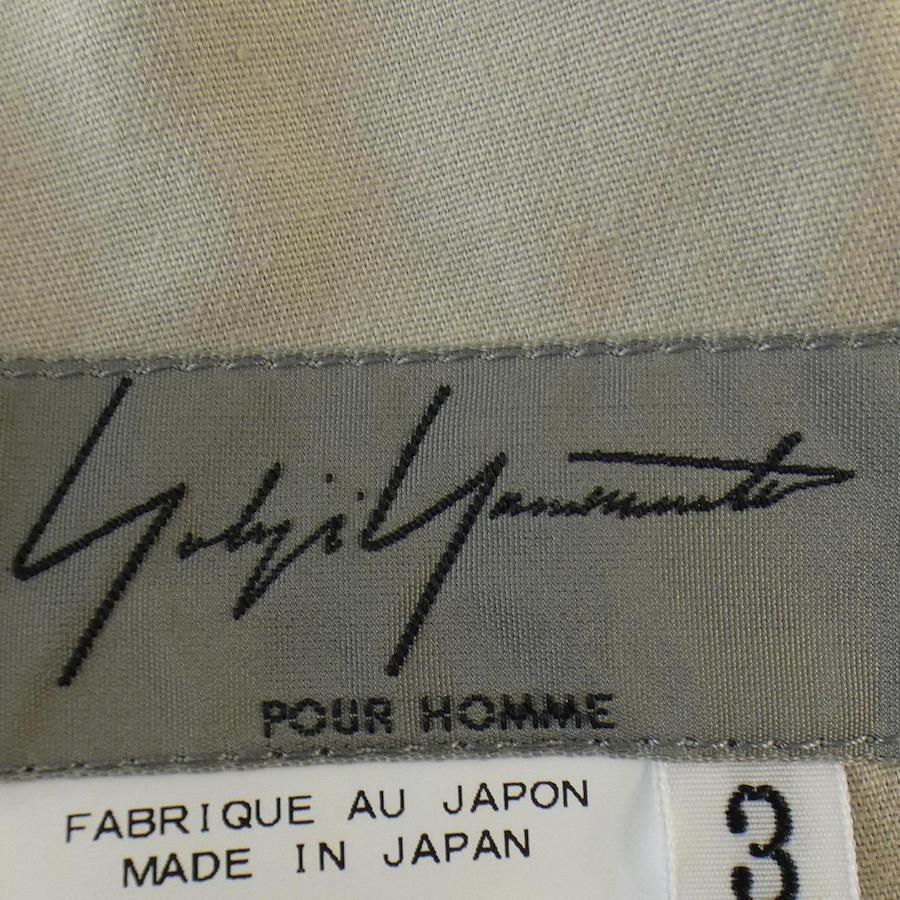 Yohji Yamamoto
POUR HOMME
FABRIQUE AU JAPON
MADE IN JAPAN
3